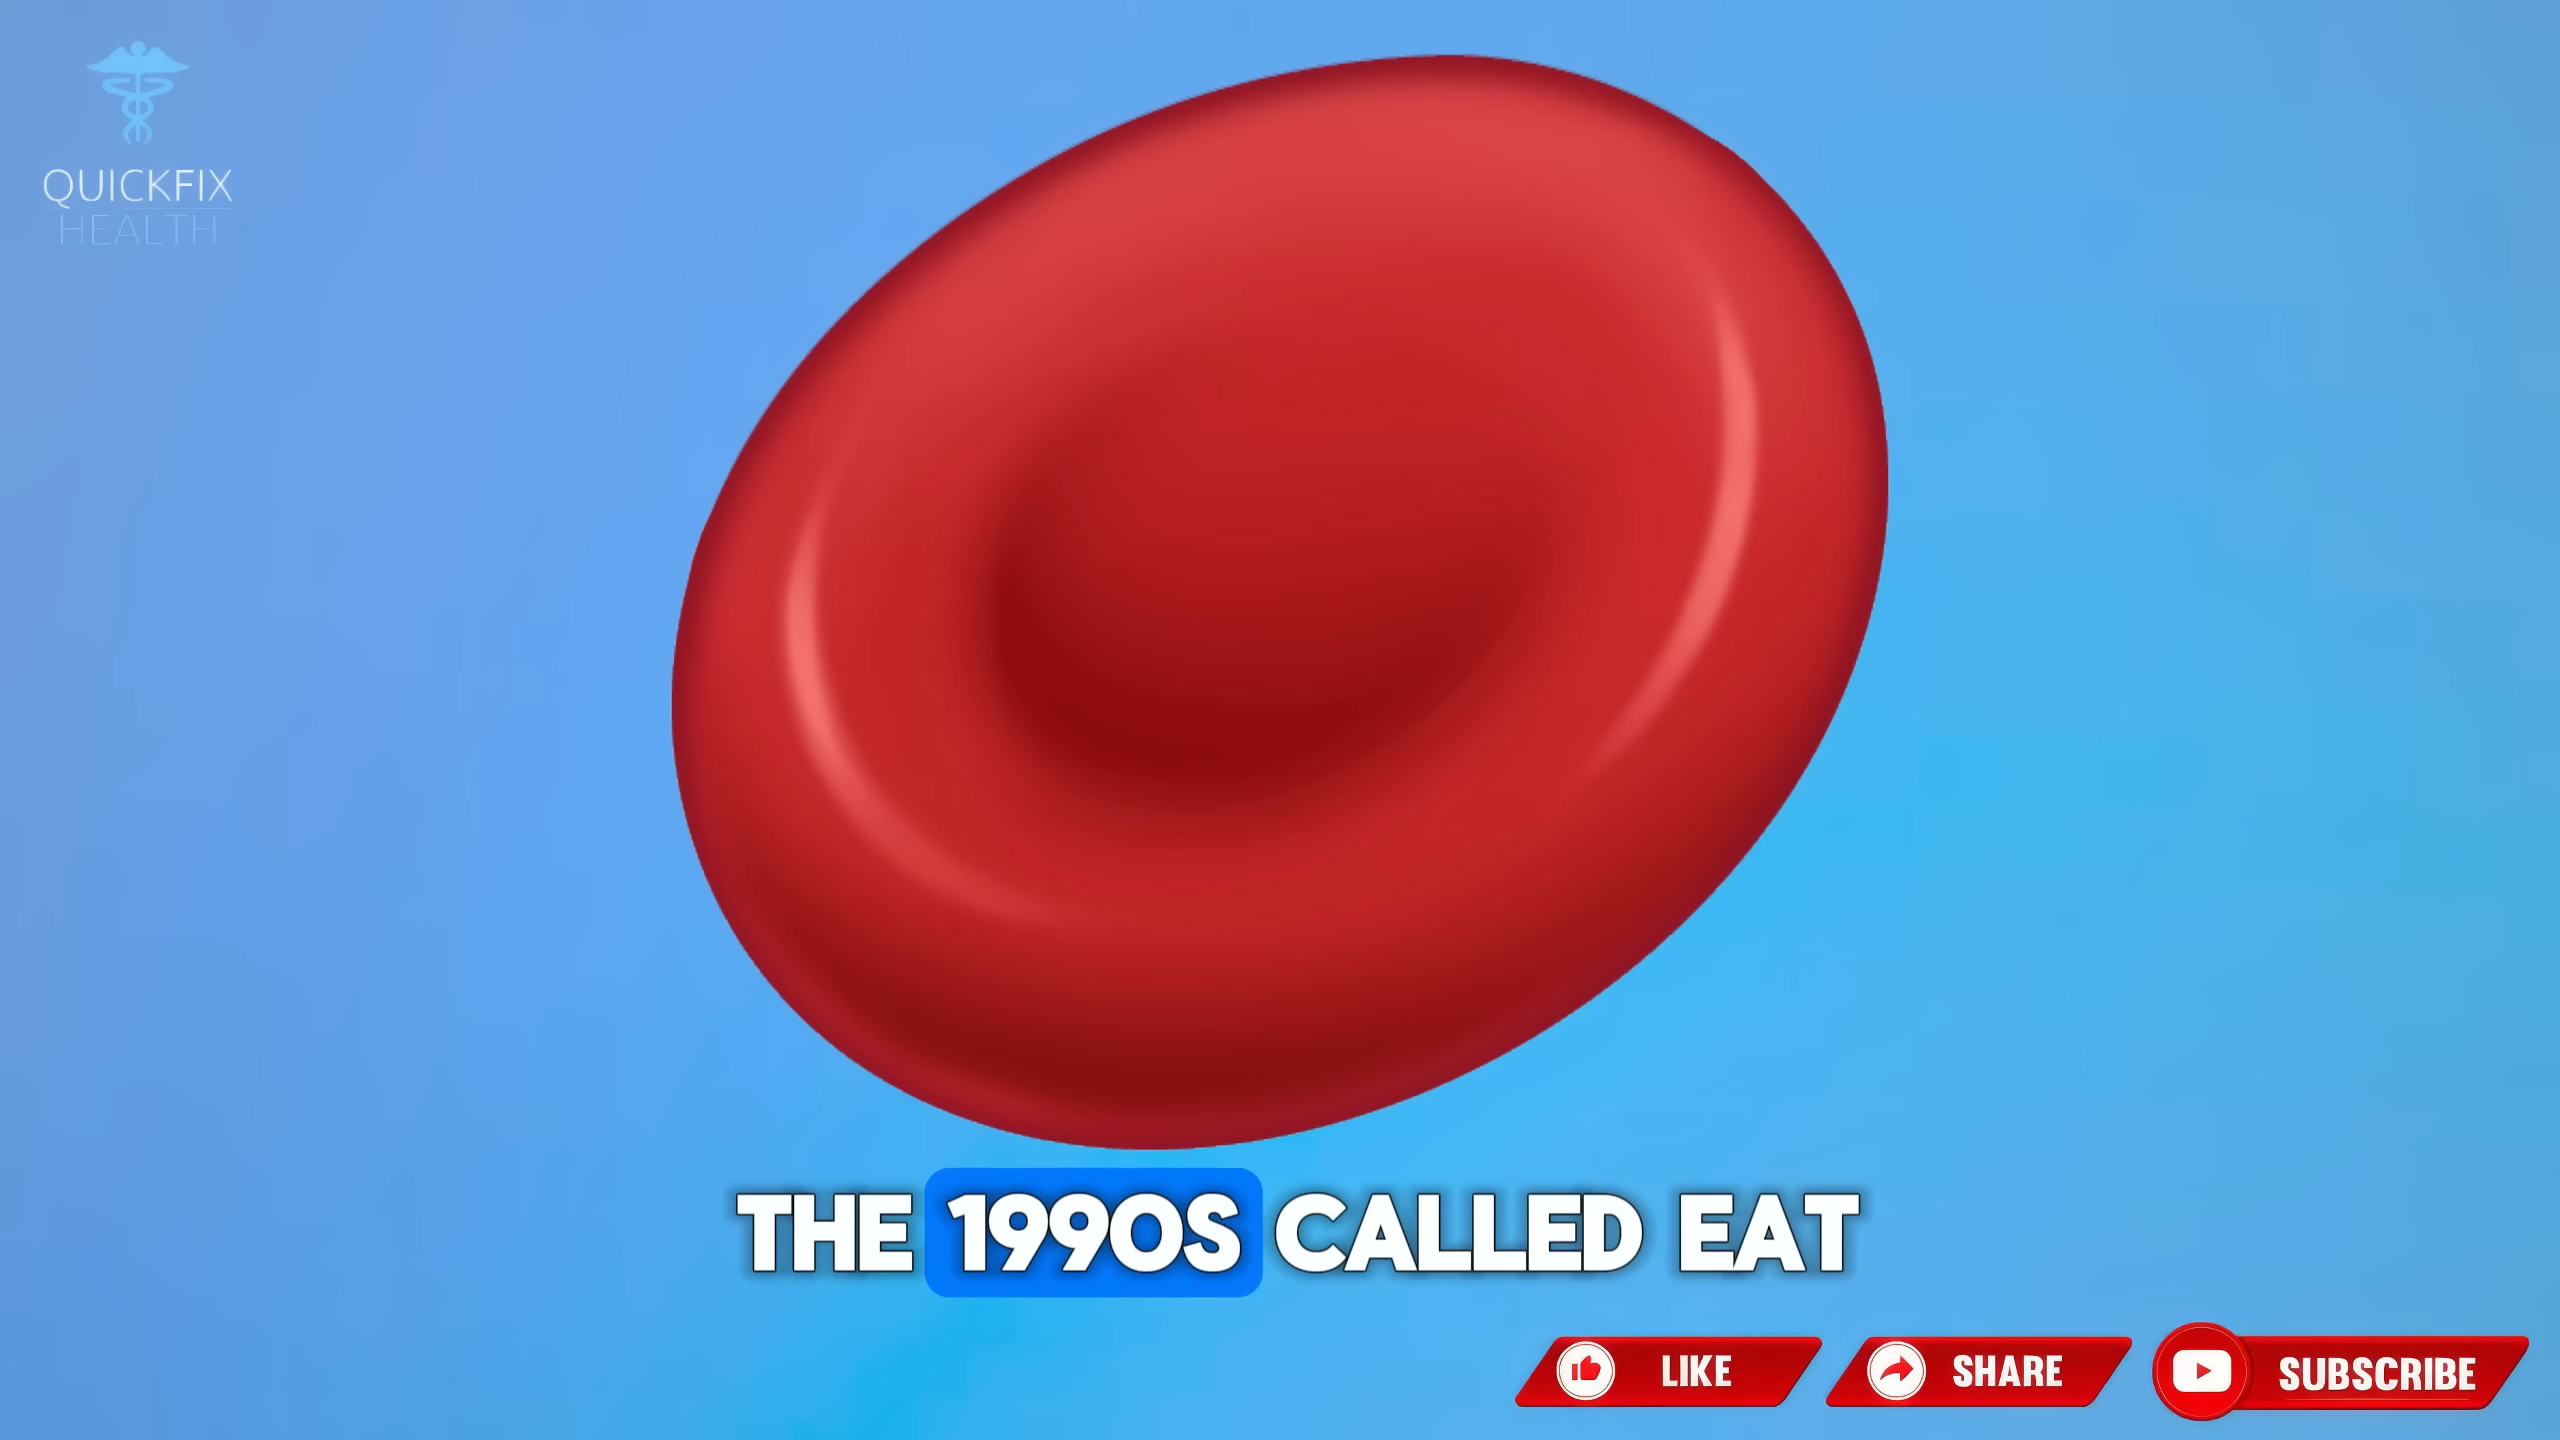 QUICKFIX
HEALTH
THE 1990S CALLED EAT
LIKE
SHARE
SUBSCRIBE